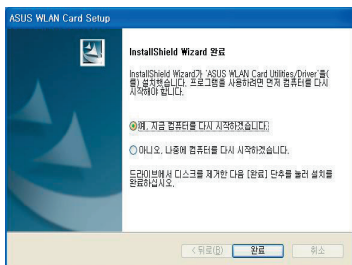 ASUS WLAN Card Setup
InstallShield Wizard 완료
InstallShield Wizard가 'ASUS WLAN Card Utilities/Driver'을(
를) 설치했습니다. 프로그램을 사용하려면 먼저 컴퓨터를 다시
시작해야 합니다.
예, 지금 컴퓨터를 다시 시작하겠습니다.
아니오, 나중에 컴퓨터를 다시 시작하겠습니다.
드라이브에서 디스크를 제거한 다음 [완료] 단추를 눌러 설치를
완료하십시오.
< 뒤로(B) 완료 취소